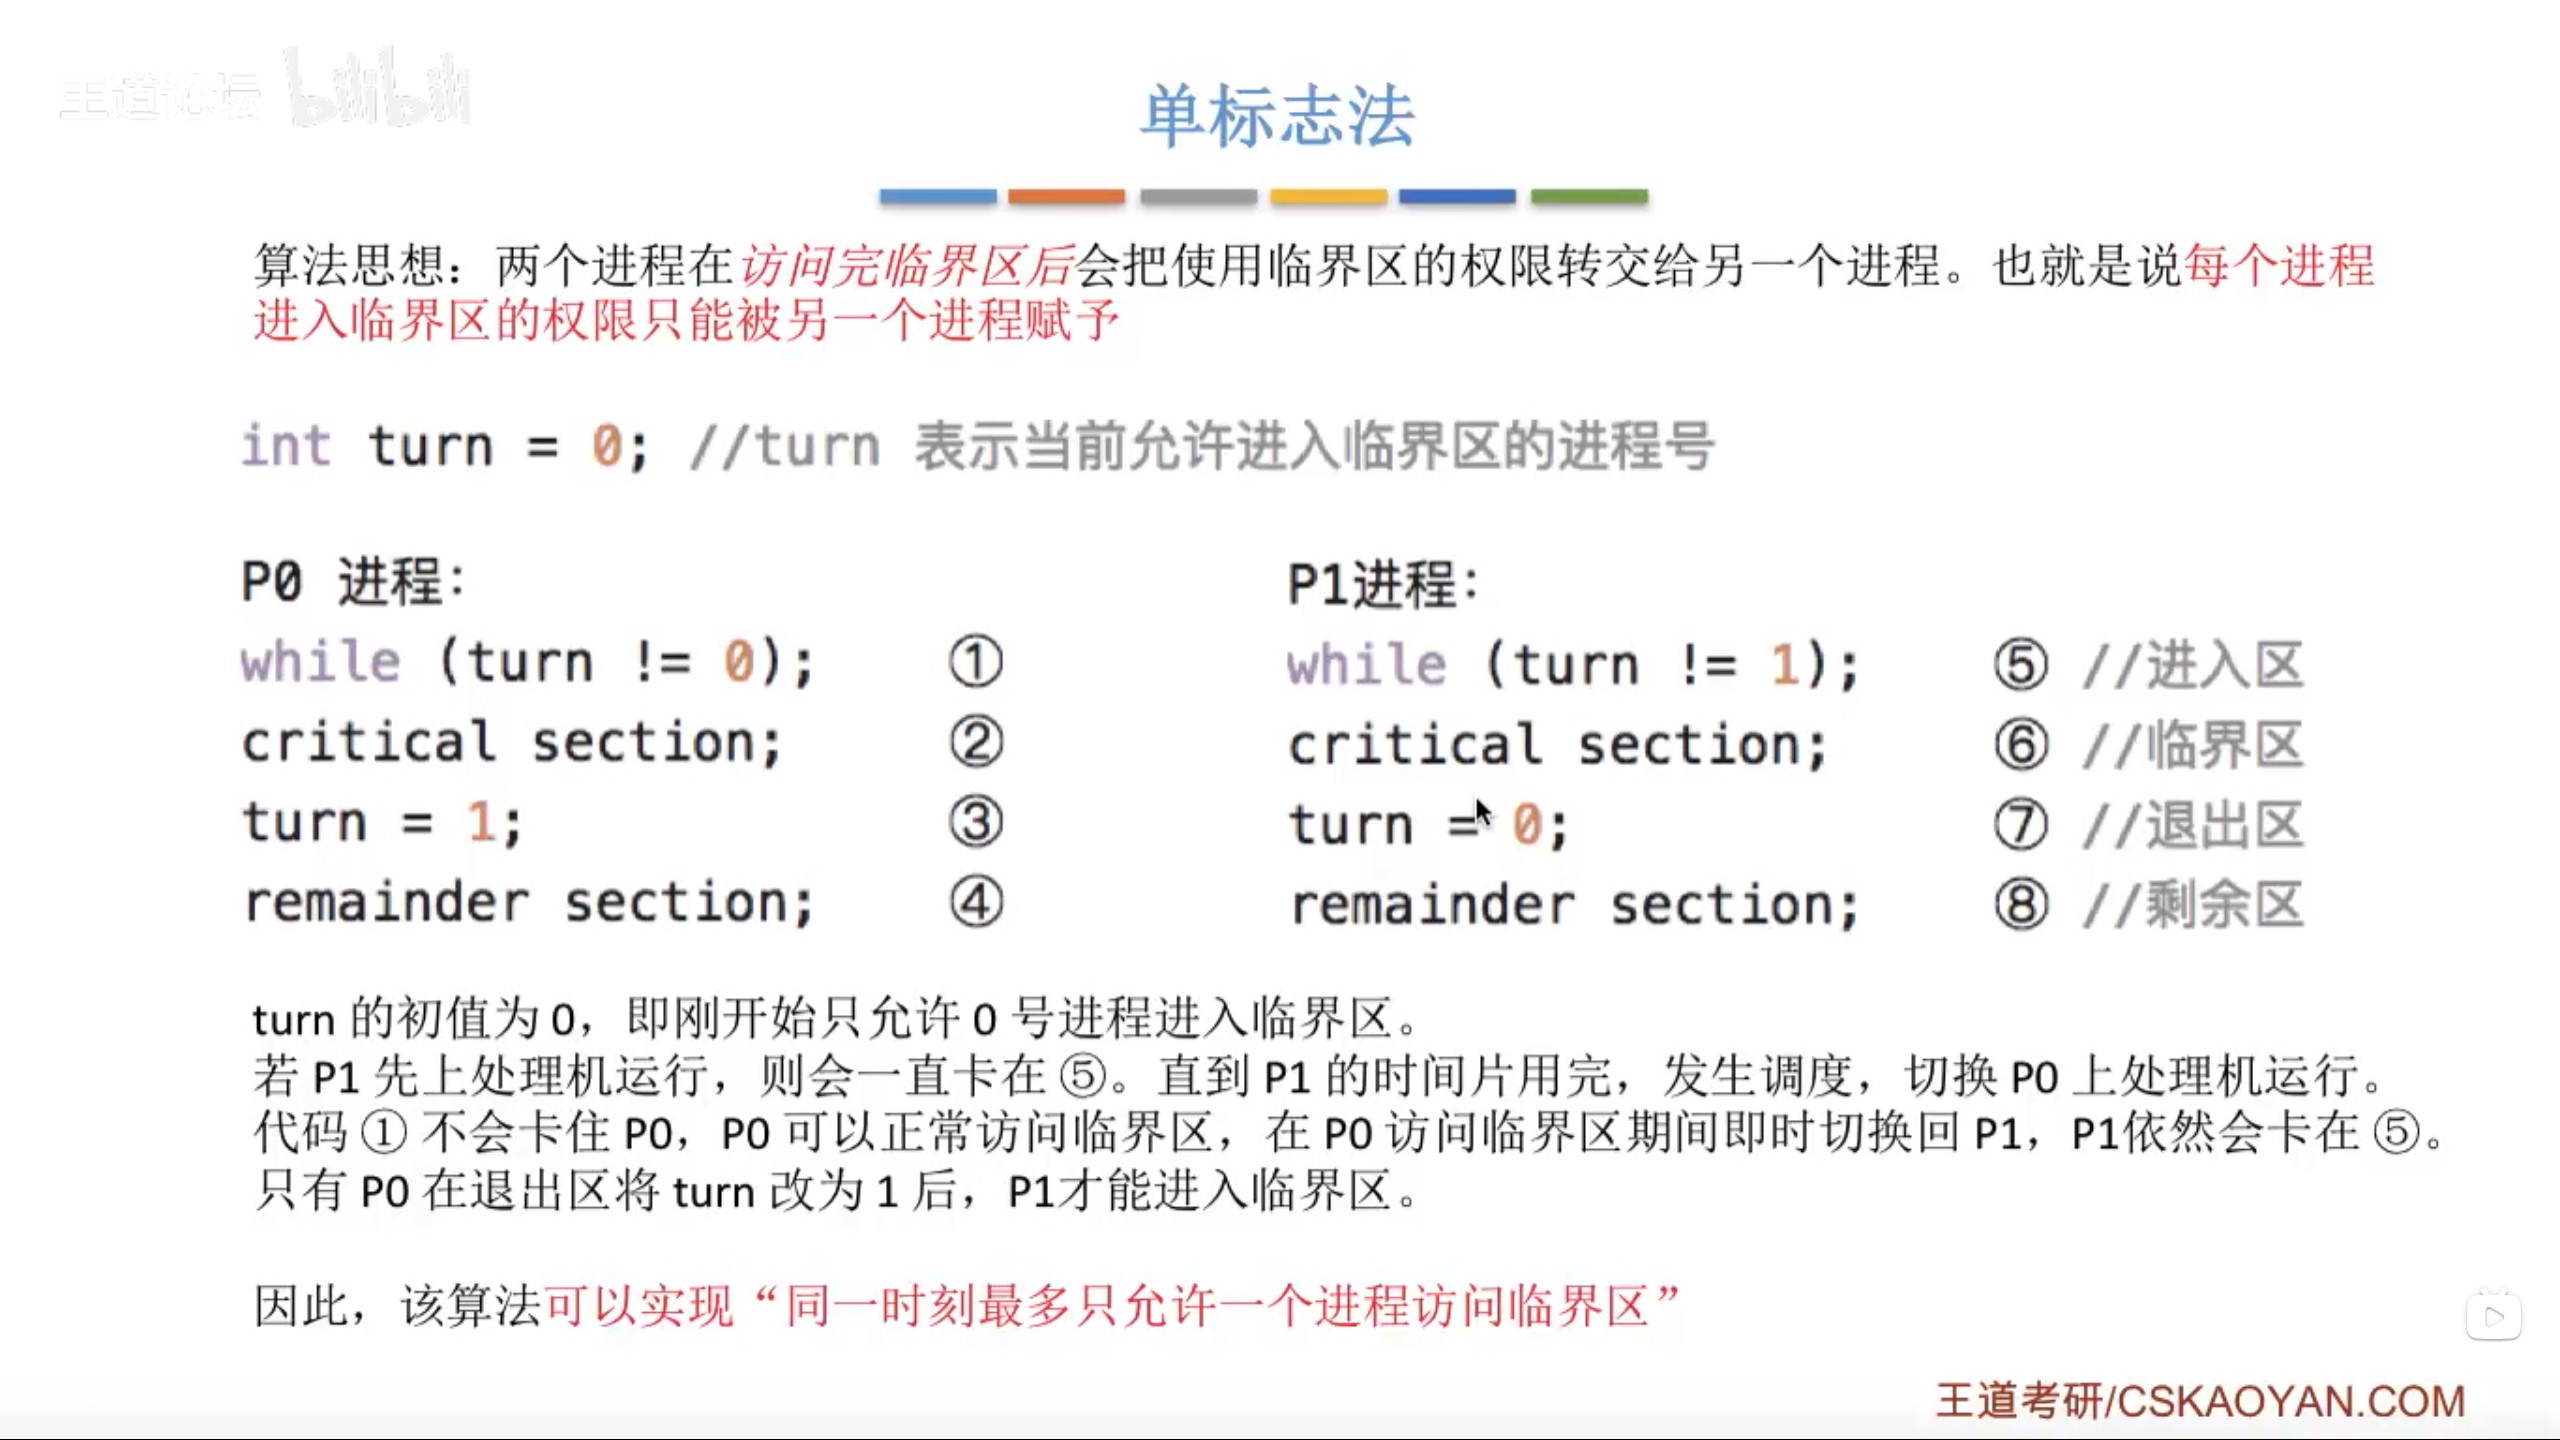 王道论坛 bilibili
单标志法
算法思想：两个进程在访问完临界区后会把使用临界区的权限转交给另一个进程。也就是说每个进程
进入临界区的权限只能被另一个进程赋予
int turn = 0; //turn 表示当前允许进入临界区的进程号
P0 进程：
while (turn != 0); ①
critical section; ②
turn = 1; ③
remainder section; ④
P1进程：
while (turn != 1); ⑤ //进入区
critical section; ⑥ //临界区
turn = 0; ⑦ //退出区
remainder section; ⑧ //剩余区
turn 的初值为 0，即刚开始只允许 0 号进程进入临界区。
若 P1 先上处理机运行，则会一直卡在 ⑤。直到 P1 的时间片用完，发生调度，切换 P0 上处理机运行。
代码 ① 不会卡住 P0，P0 可以正常访问临界区，在 P0 访问临界区期间即时切换回 P1，P1依然会卡在 ⑤。
只有 P0 在退出区将 turn 改为 1 后，P1才能进入临界区。
因此，该算法可以实现“同一时刻最多只允许一个进程访问临界区”
王道考研/CSKAOYAN.COM